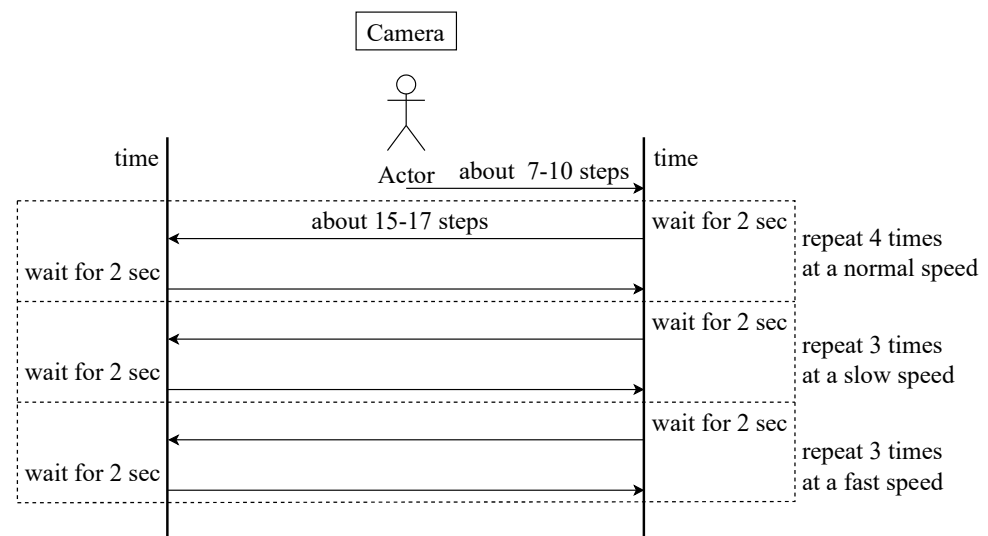 Camera
time
time
Actor
about 7-10 steps
about 15-17 steps
wait for 2 sec
repeat 4 times
at a normal speed
wait for 2 sec
wait for 2 sec
repeat 3 times
at a slow speed
wait for 2 sec
wait for 2 sec
repeat 3 times
at a fast speed
wait for 2 sec